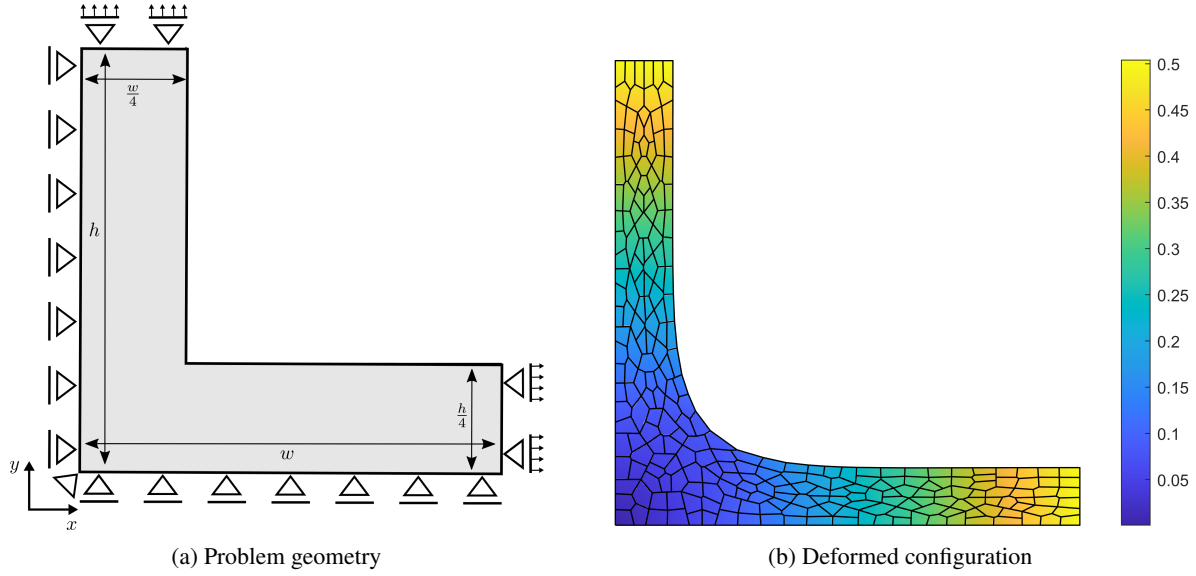 w/4
h
h/4
w
y
x
0.5
0.45
0.4
0.35
0.3
0.25
0.2
0.15
0.1
0.05
(a) Problem geometry
(b) Deformed configuration